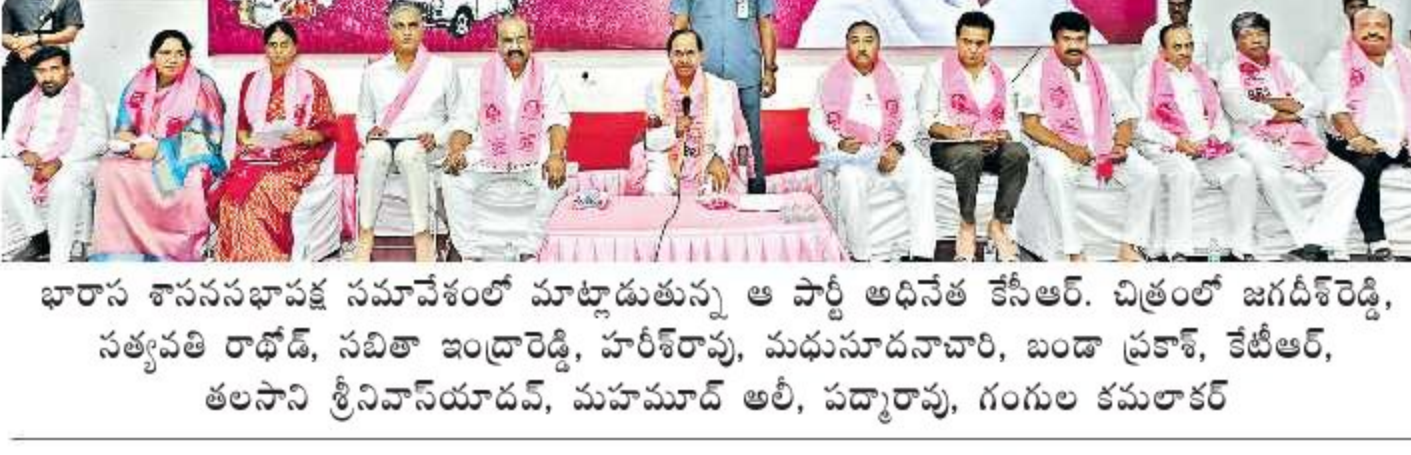 భారాస శాసనసభాపక్ష సమావేశంలో మాట్లాడుతున్న ఆ పార్టీ అధినేత కేసీఆర్. చిత్రంలో జగదీశ్‌రెడ్డి,
సత్యవతి రాథోడ్, సబితా ఇంద్రారెడ్డి, హరీశ్‌రావు, మధుసూదనాచారి, బండా ప్రకాశ్, కేటీఆర్,
తలసాని శ్రీనివాస్‌యాదవ్, మహమూద్ అలీ, పద్మారావు, గంగుల కమలాకర్